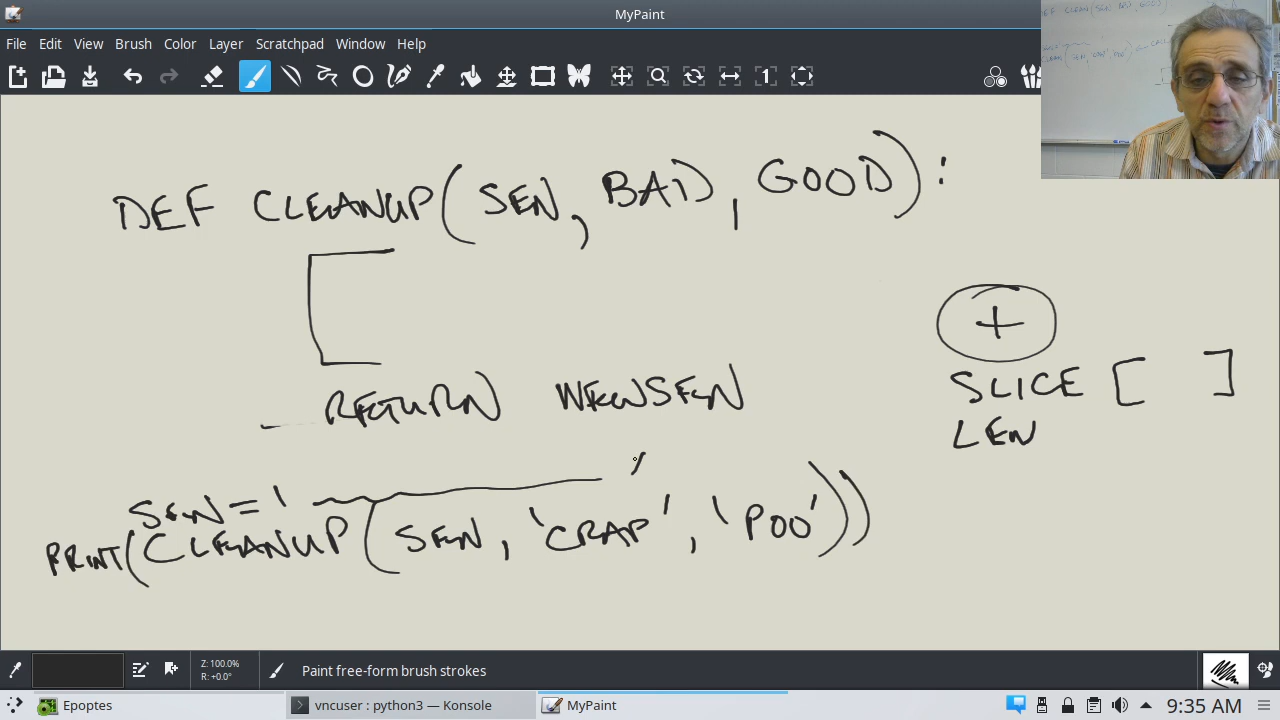 MyPaint
File Edit View Brush Color Layer Scratchpad Window Help
DEF CLEANUP(SEN, BAD, GOOD):
+
SLICE [ ]
LEN
RETURN NEWSEN
SEN = '
'
PRINT(CLEANUP(SEN, 'CRAP', 'POO'))
Z: 100.0%
R: +0.0°
Paint free-form brush strokes
Epoptes
vncuser : python3 — Konsole
MyPaint
9:35 AM